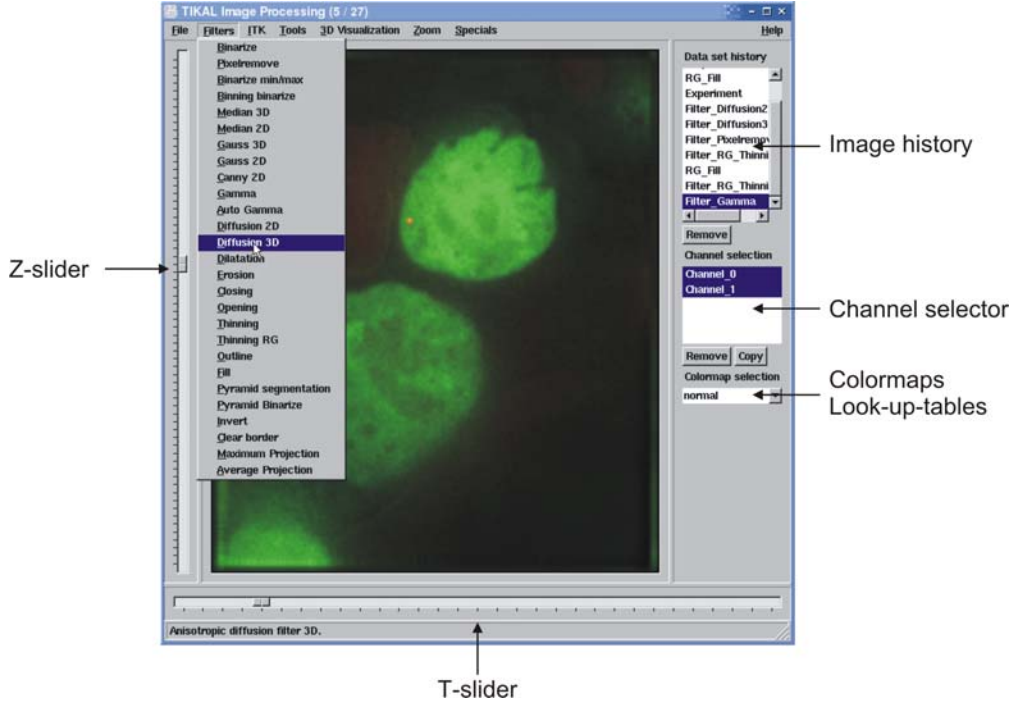 TIKAL Image Processing (5 / 27)
File Filters ITK Tools 3D Visualization Zoom Specials Help
Binarize
Pixelremove
Binarize min/max
Binning binarize
Median 3D
Median 2D
Gauss 3D
Gauss 2D
Canny 2D
Gamma
Auto Gamma
Diffusion 2D
Diffusion 3D
Dilatation
Erosion
Closing
Opening
Thinning
Thinning RG
Outline
Fill
Pyramid segmentation
Pyramid Binarize
Invert
Clear border
Maximum Projection
Average Projection
Data set history
RG_Fill
Experiment
Filter_Diffusion2
Filter_Diffusion3
Filter_Pixelremov
Filter_RG_Thinni
RG_Fill
Filter_RG_Thinni
Filter_Gamma
Remove
Channel selection
Channel_0
Channel_1
Remove Copy
Colormap selection
normal
Anisotropic diffusion filter 3D.
Z-slider
Image history
Channel selector
Colormaps
Look-up-tables
T-slider